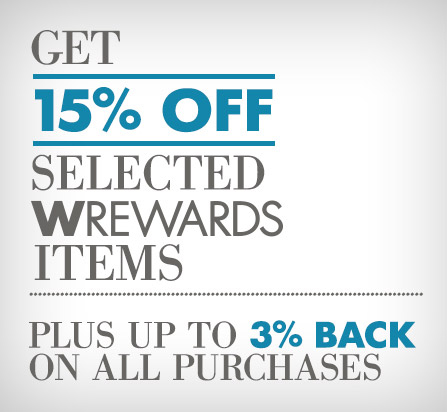 GET
15% OFF
SELECTED
WREWARDS
ITEMS
PLUS UP TO 3% BACK
ON ALL PURCHASES